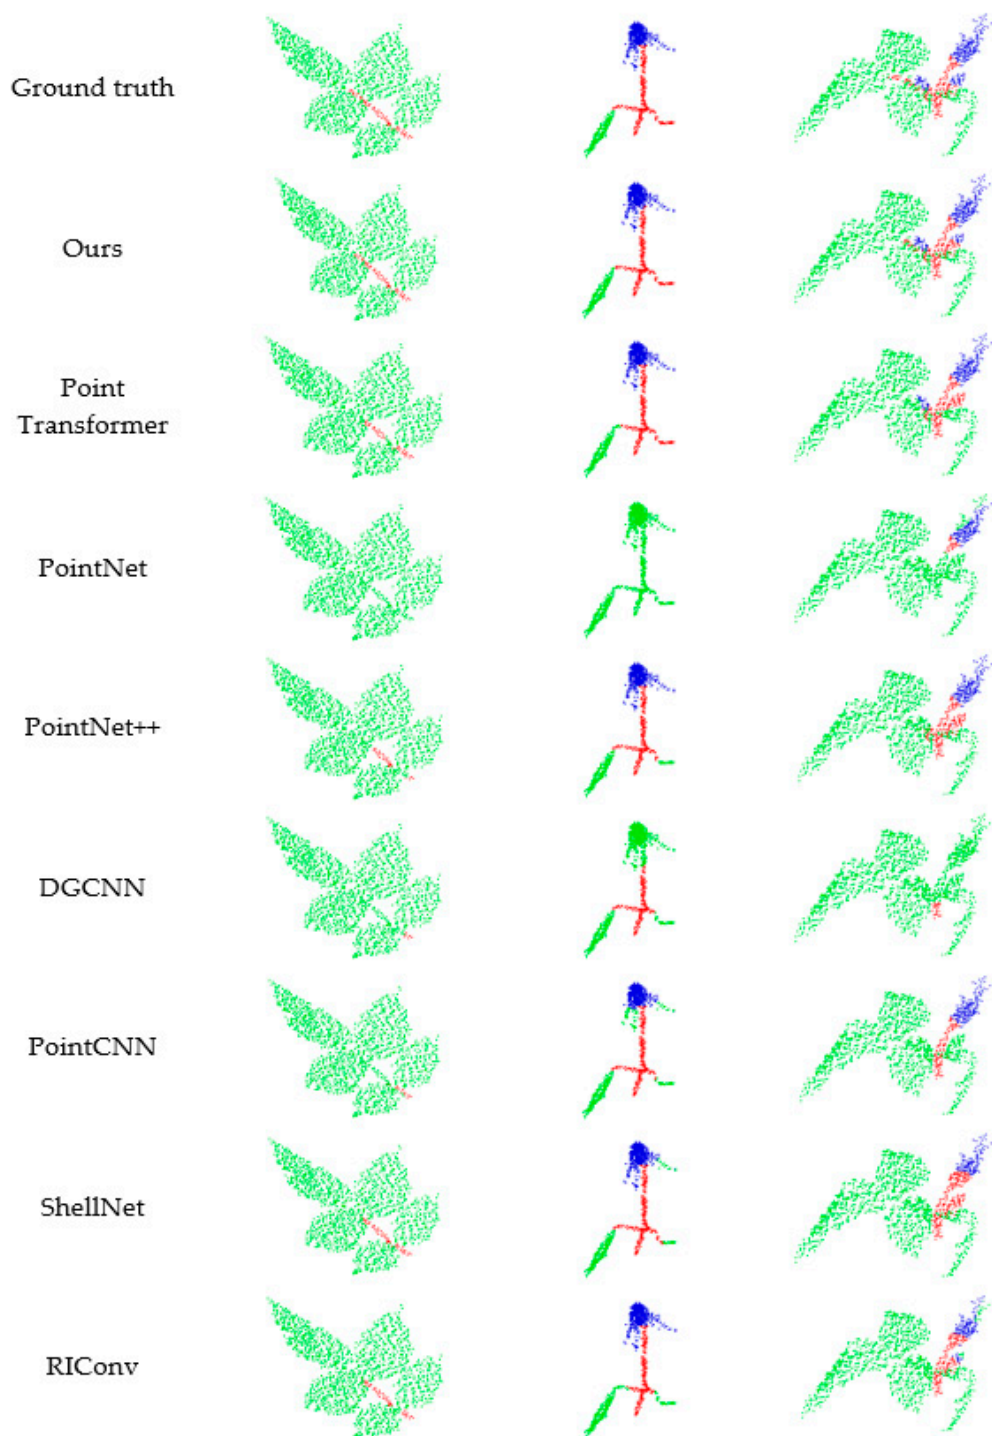 Ground truth
Ours
Point
Transformer
PointNet
PointNet++
DGCNN
PointCNN
ShellNet
RIConv